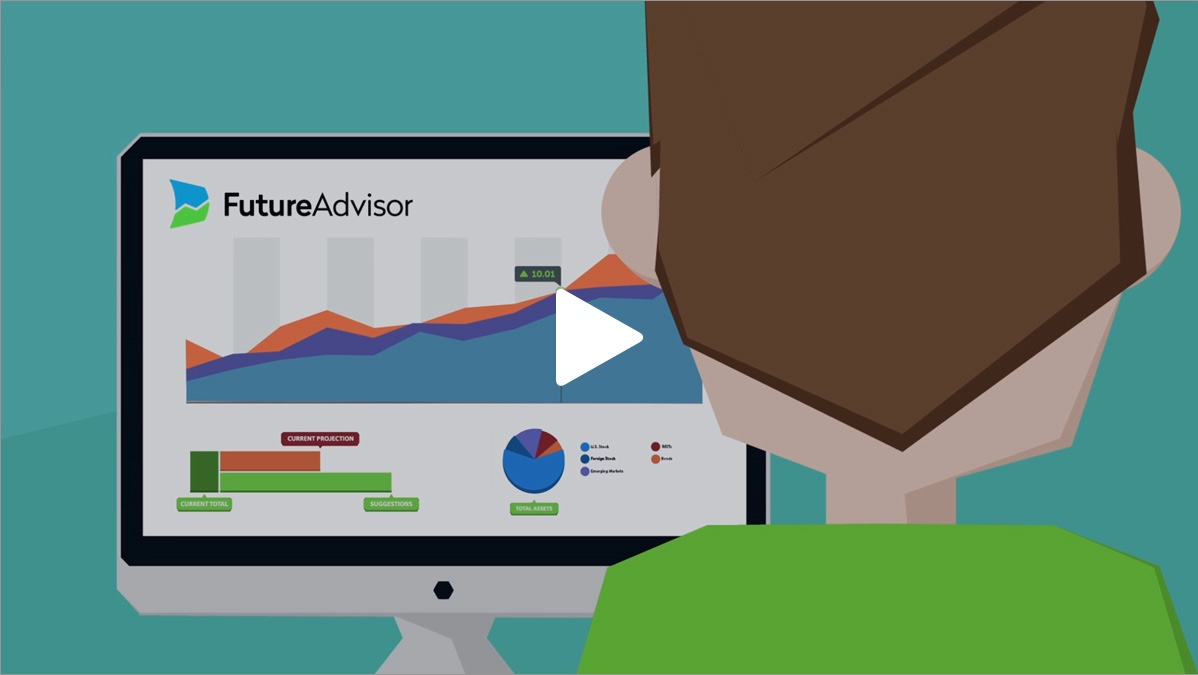 FutureAdvisor
▲ 10.01
CURRENT PROJECTION
CURRENT TOTAL
SUGGESTIONS
TOTAL ASSETS
U.S. Stock
Foreign Stock
Emerging Markets
REITs
Bonds